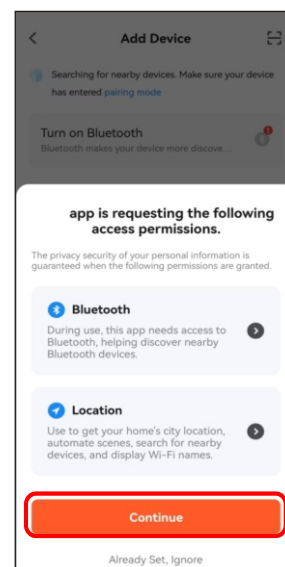 Add Device
Searching for nearby devices. Make sure your device
has entered pairing mode
Turn on Bluetooth
Bluetooth makes your device more discove...
app is requesting the following
access permissions.
The privacy security of your personal information is
guaranteed when the following permissions are granted.
Bluetooth
During use, this app needs access to
Bluetooth, helping discover nearby
Bluetooth devices.
Location
Use to get your home's city location,
automate scenes, search for nearby
devices, and display Wi-Fi names.
Continue
Already Set, Ignore